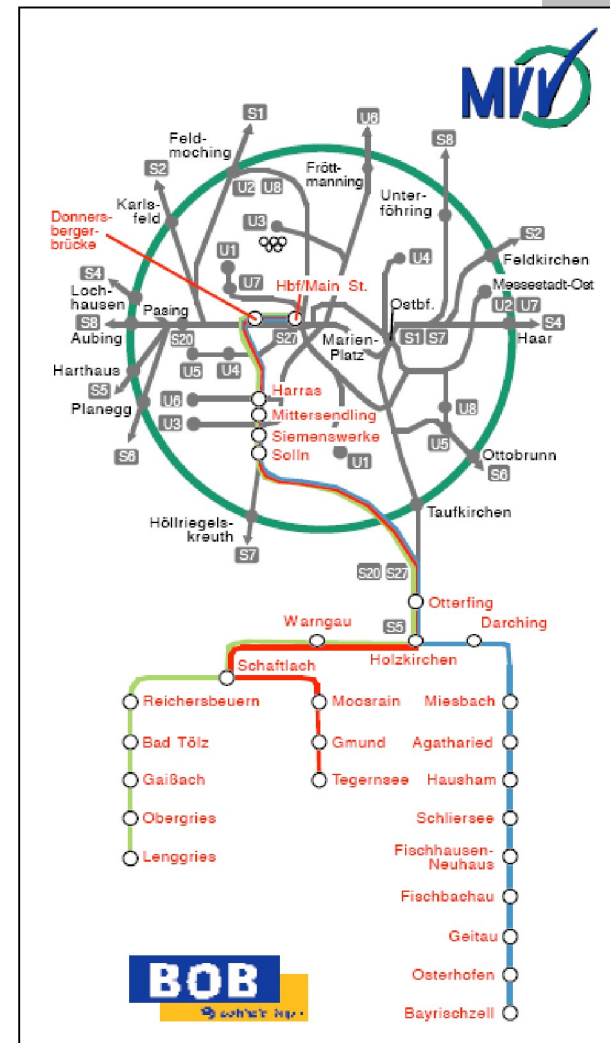 MVV
S1
U6
Feld-
moching
S8
S2
Frött-
manning
U2 U8
Karls-
feld
U3
Unter-
föhring
Donners-
berger-
brücke
S2
U1
U4
Feldkirchen
S4
U7
Hbf/Main St.
Messestadt-Ost
Loch-
hausen
Pasing
Ostbf.
U2 U7
S8
S20
S27
Marien-
Platz
S1 S7
S4
Aubing
Haar
U5
U4
Harthaus
S5
U6
Harras
Planegg
Mittersendling
U8
U3
Siemenswerke
U5
S6
Solln
U1
Ottobrunn
S6
Höllriegels-
kreuth
Taufkirchen
S7
S20 S27
Otterfing
Warngau
S5
Darching
Schaftlach
Holzkirchen
Reichersbeuern
Moosrain
Miesbach
Bad Tölz
Gmund
Agatharied
Gaißach
Tegernsee
Hausham
Obergries
Schliersee
Lenggries
Fischhausen-
Neuhaus
Fischbachau
Geitau
BOB
Osterhofen
Bayrischzell